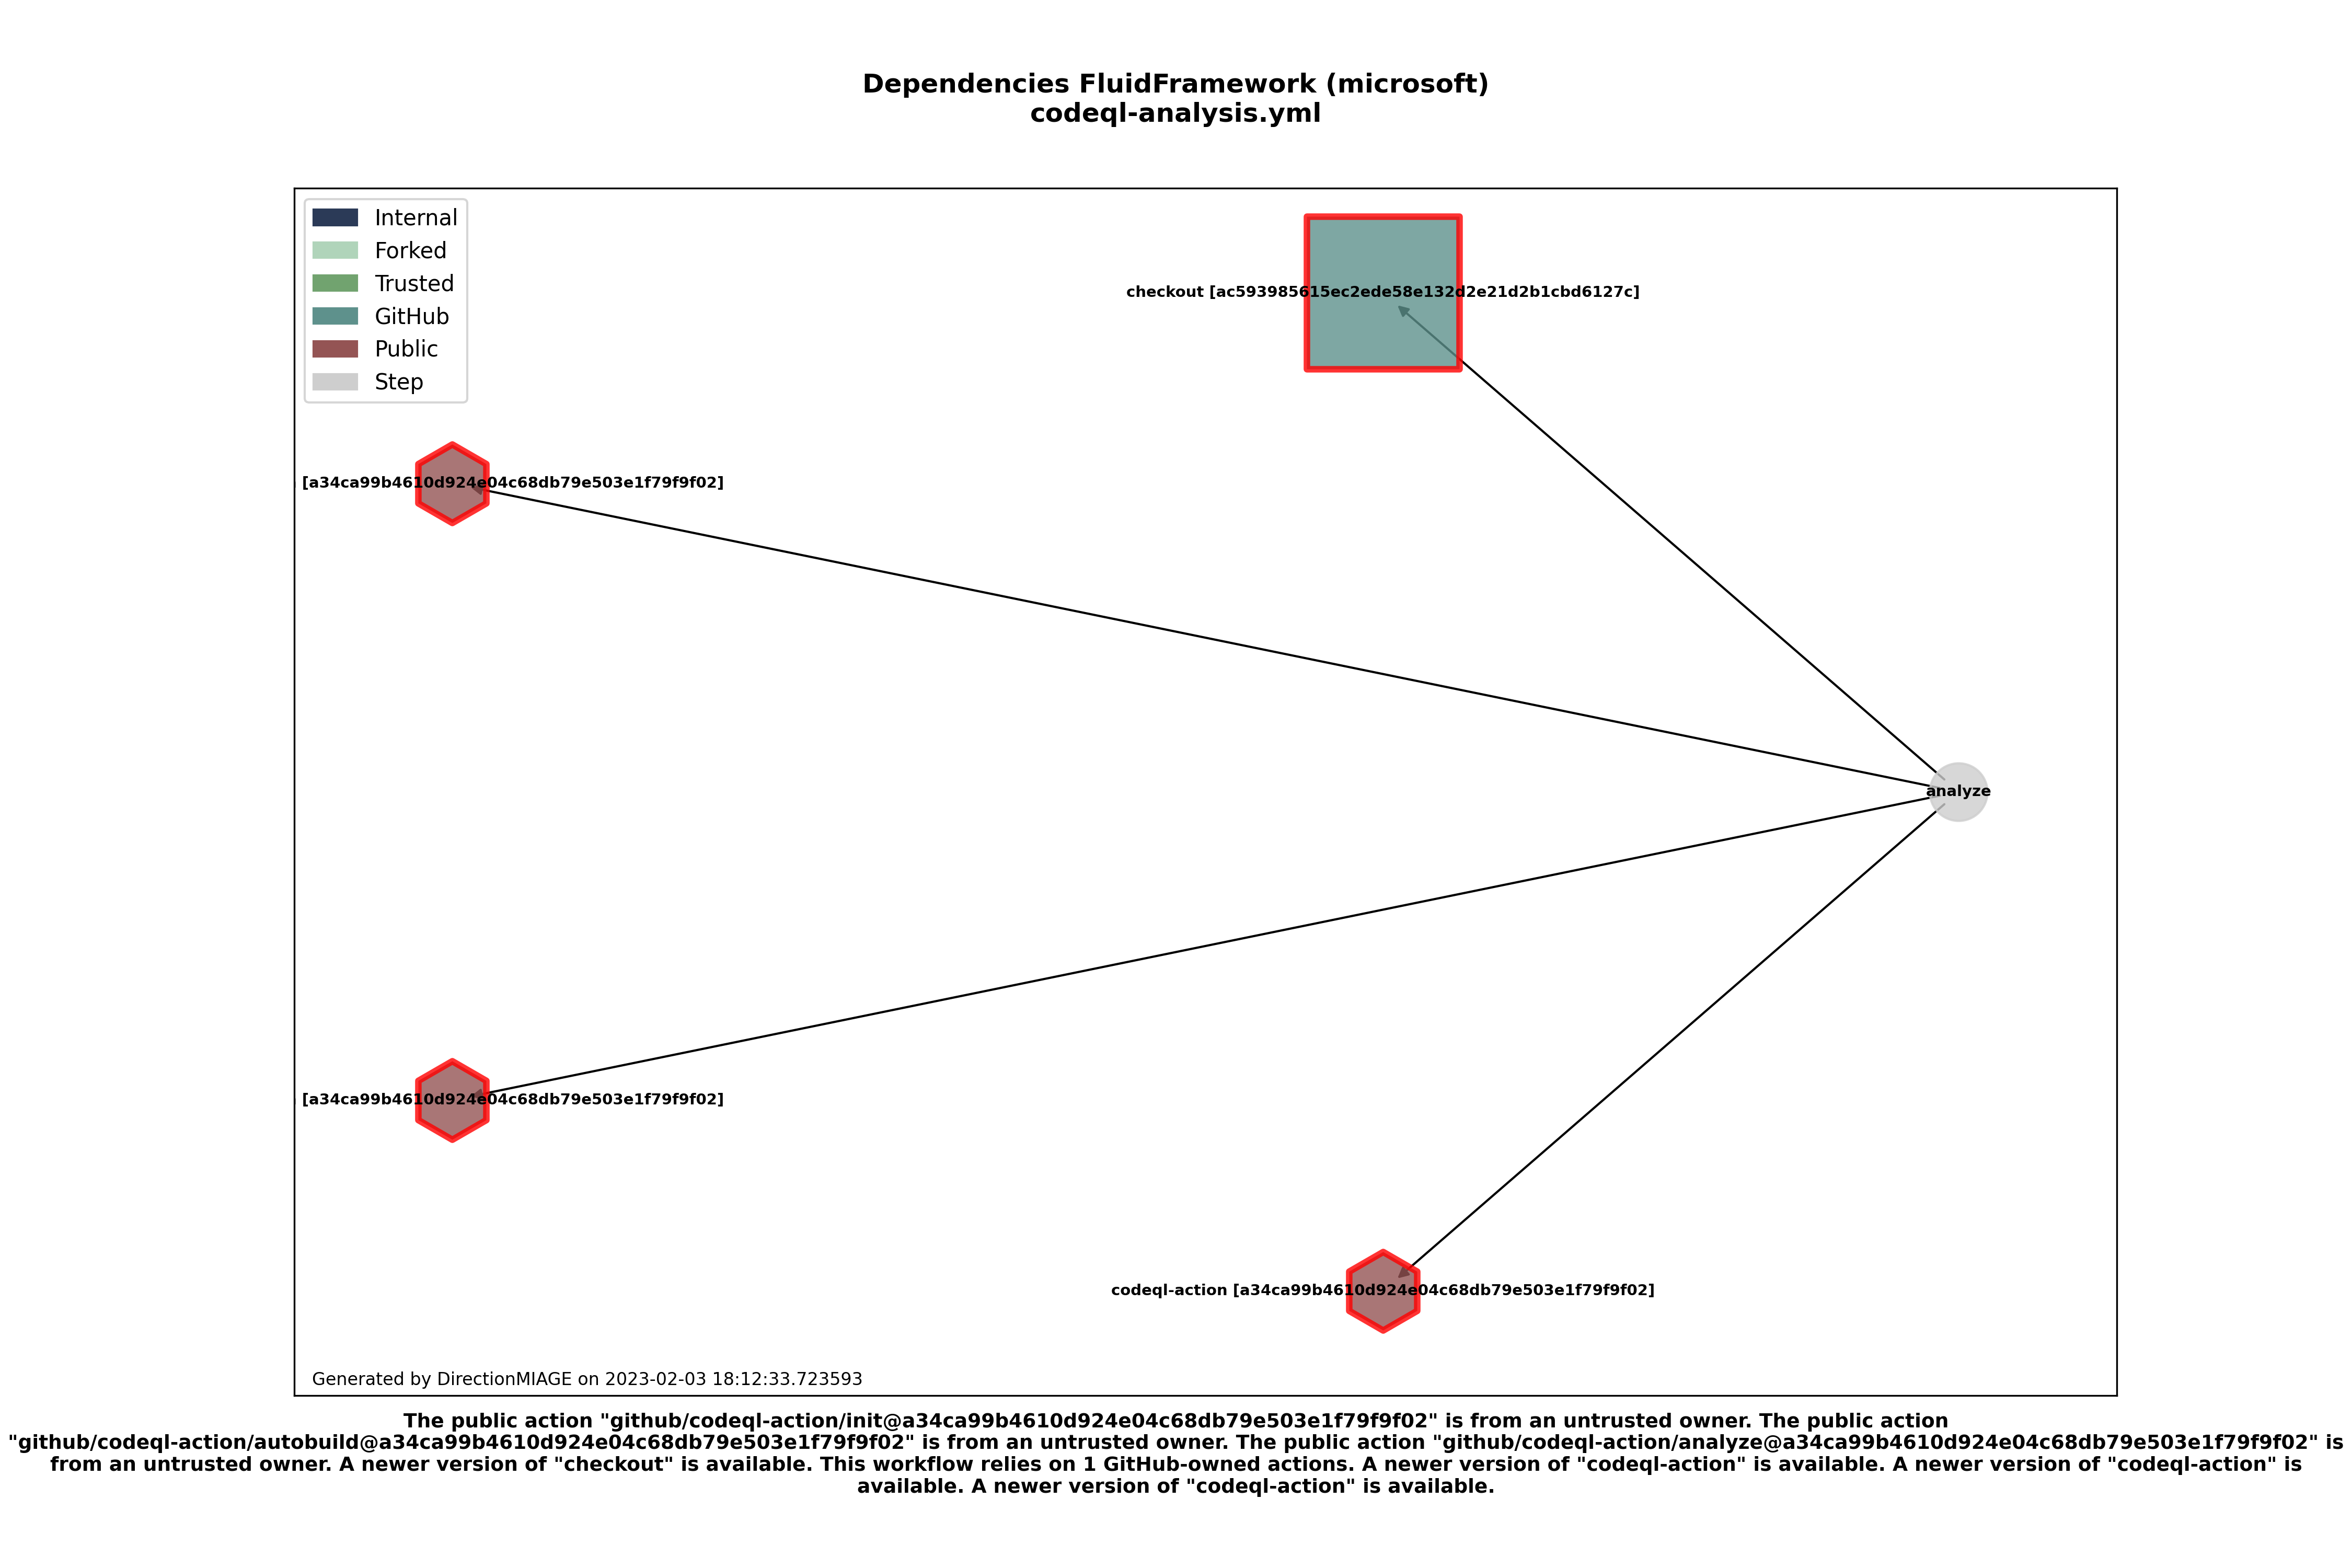 Dependencies FluidFramework (microsoft)
codeql-analysis.yml
Internal
Forked
Trusted
GitHub
Public
Step
checkout [ac593985615ec2ede58e132d2e21d2b1cbd6127c]
[a34ca99b4610d924e04c68db79e503e1f79f9f02]
analyze
[a34ca99b4610d924e04c68db79e503e1f79f9f02]
codeql-action [a34ca99b4610d924e04c68db79e503e1f79f9f02]
Generated by DirectionMIAGE on 2023-02-03 18:12:33.723593
The public action "github/codeql-action/init@a34ca99b4610d924e04c68db79e503e1f79f9f02" is from an untrusted owner. The public action
"github/codeql-action/autobuild@a34ca99b4610d924e04c68db79e503e1f79f9f02" is from an untrusted owner. The public action "github/codeql-action/analyze@a34ca99b4610d924e04c68db79e503e1f79f9f02" is
from an untrusted owner. A newer version of "checkout" is available. This workflow relies on 1 GitHub-owned actions. A newer version of "codeql-action" is available. A newer version of "codeql-action" is
available. A newer version of "codeql-action" is available.